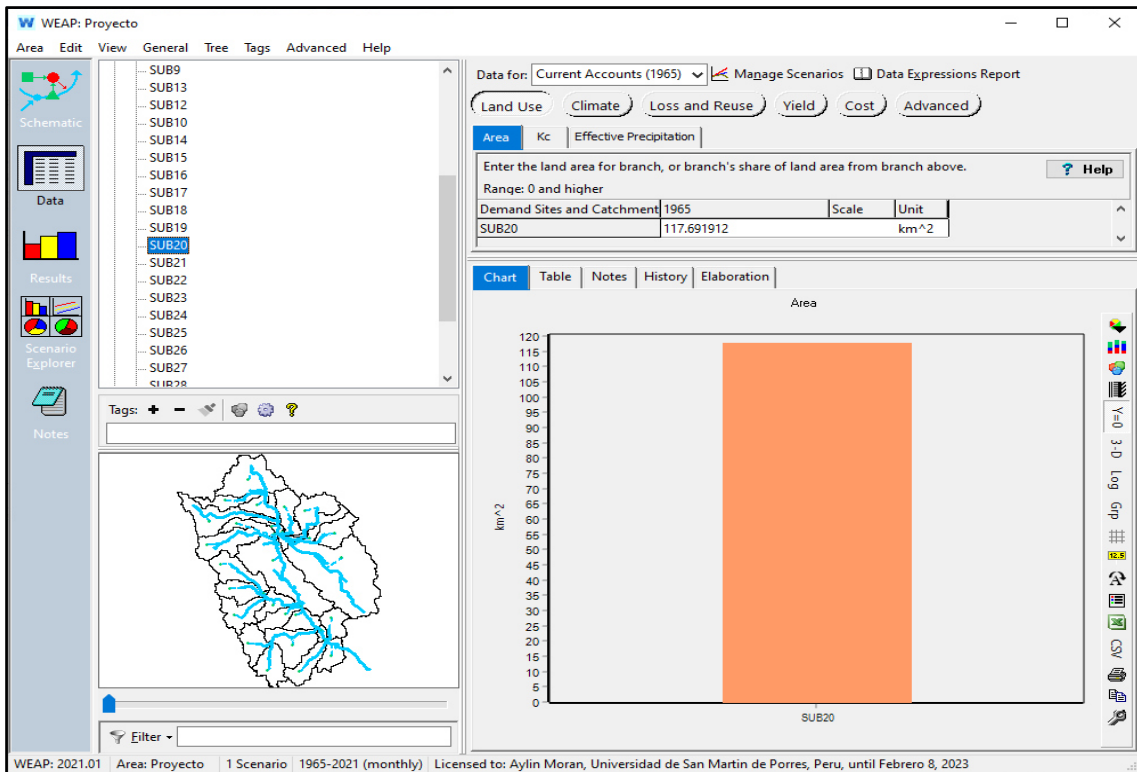 WEAP: Proyecto
Area Edit View General Tree Tags Advanced Help
Schematic
Data
Results
Scenario
Explorer
Notes
SUB9
SUB13
SUB12
SUB10
SUB14
SUB15
SUB16
SUB17
SUB18
SUB19
SUB20
SUB21
SUB22
SUB23
SUB24
SUB25
SUB26
SUB27
SUB28
Tags:
Filter
Data for: Current Accounts (1965) Manage Scenarios Data Expressions Report
Land Use Climate Loss and Reuse Yield Cost Advanced
Area Kc Effective Precipitation
Enter the land area for branch, or branch's share of land area from branch above.
Help
Range: 0 and higher
Demand Sites and Catchment 1965 Scale Unit
SUB20 117.691912 km^2
Chart Table Notes History Elaboration
Area
120
115
110
105
100
95
90
85
80
75
70
65
60
55
50
45
40
35
30
25
20
15
10
5
0
km^2
SUB20
Y=0
3-D
Log
Grp
12.5
CSV
WEAP: 2021.01 Area: Proyecto 1 Scenario 1965-2021 (monthly) Licensed to: Aylin Moran, Universidad de San Martin de Porres, Peru, until Febrero 8, 2023